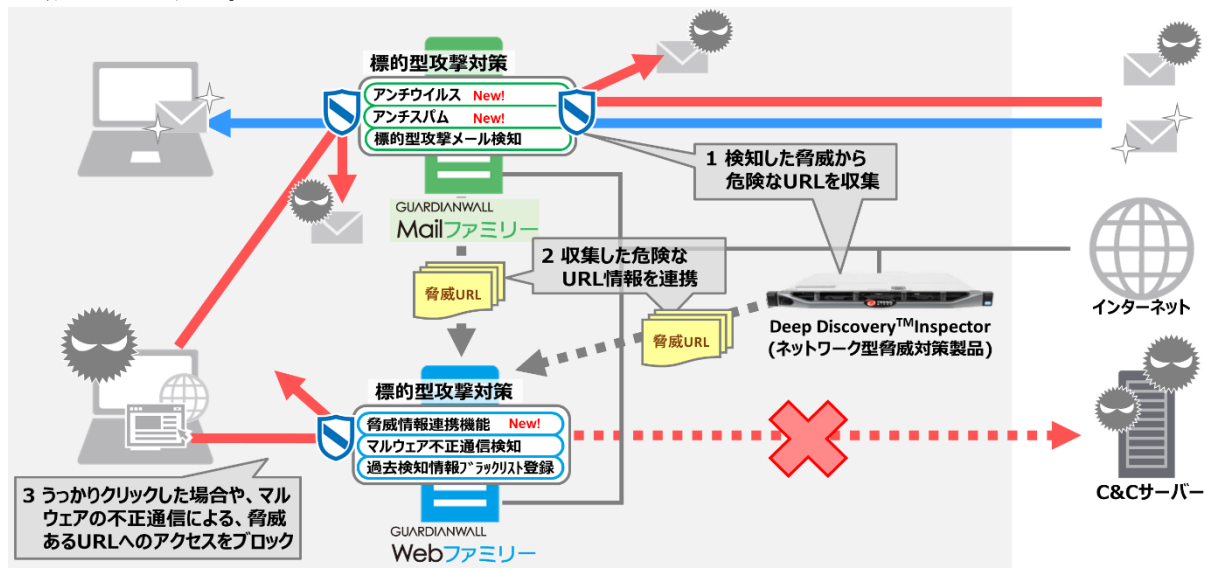 標的型攻撃対策
アンチウイルス New!
アンチスパム New!
標的型攻撃メール検知
1 検知した脅威から
危険なURLを収集
GUARDIANWALL
Mailファミリー
2 収集した危険な
URL情報を連携
脅威URL
脅威URL
インターネット
Deep Discovery™Inspector
(ネットワーク型脅威対策製品)
標的型攻撃対策
脅威情報連携機能 New!
マルウェア不正通信検知
過去検知情報ﾌﾞﾗｯｸﾘｽﾄ登録
C&Cサーバー
3 うっかりクリックした場合や、マル
ウェアの不正通信による、脅威
あるURLへのアクセスをブロック
GUARDIANWALL
Webファミリー